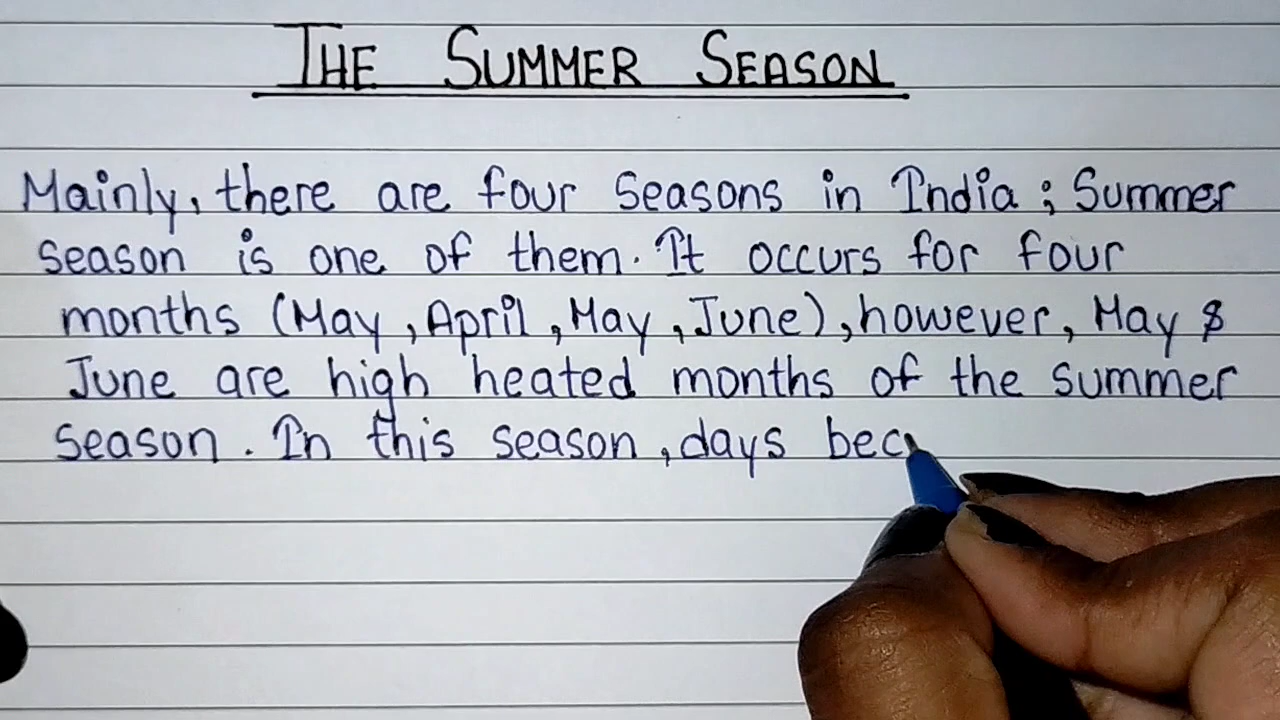 THE SUMMER SEASON
Mainly, there are four seasons in India; Summer
season is one of them. It occurs for four
months (May, April, May, June), however, May &
June are high heated months of the summer
season. In this season, days bec